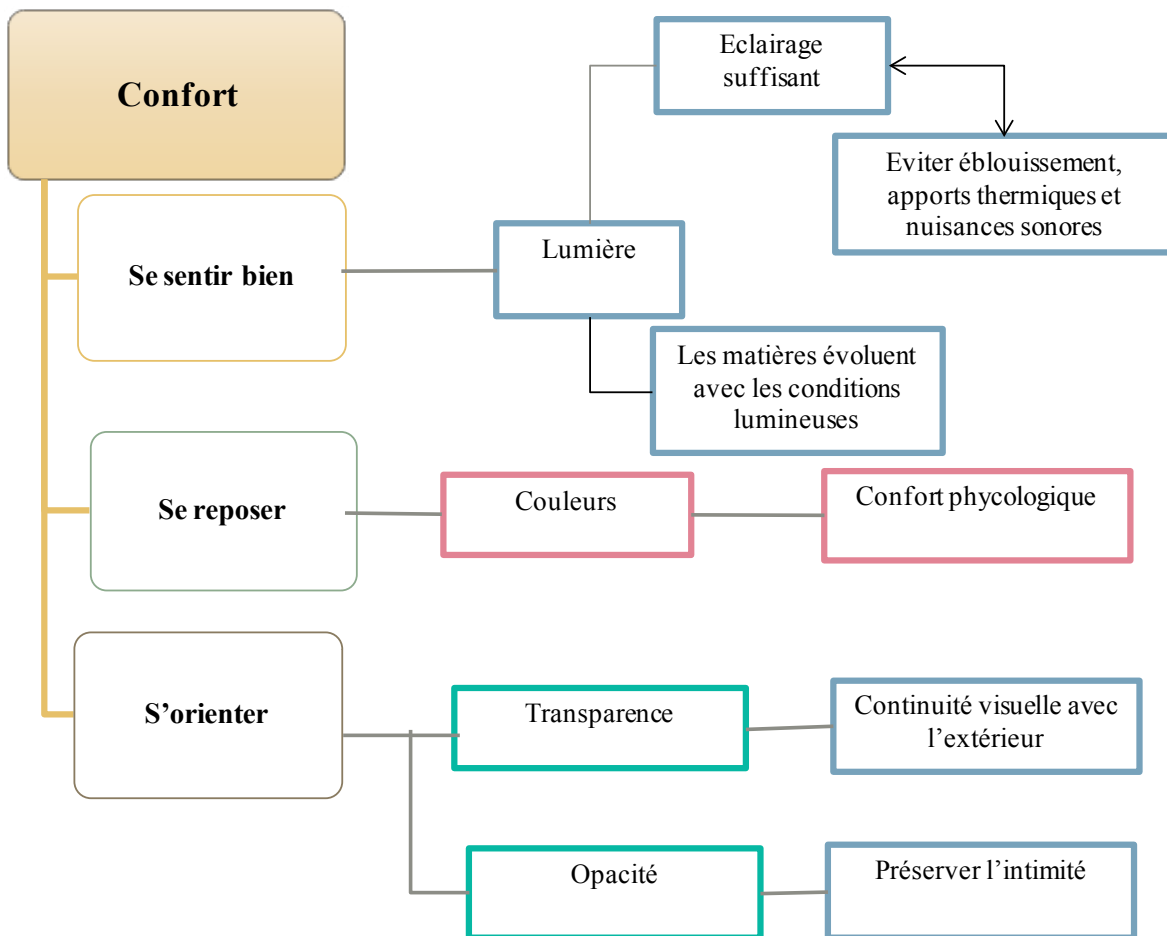 Confort
Se sentir bien
Lumière
Eclairage
suffisant
Eviter éblouissement,
apports thermiques et
nuisances sonores
Les matières évoluent
avec les conditions
lumineuses
Se reposer
Couleurs
Confort phycologique
S’orienter
Transparence
Continuité visuelle avec
l’extérieur
Opacité
Préserver l’intimité